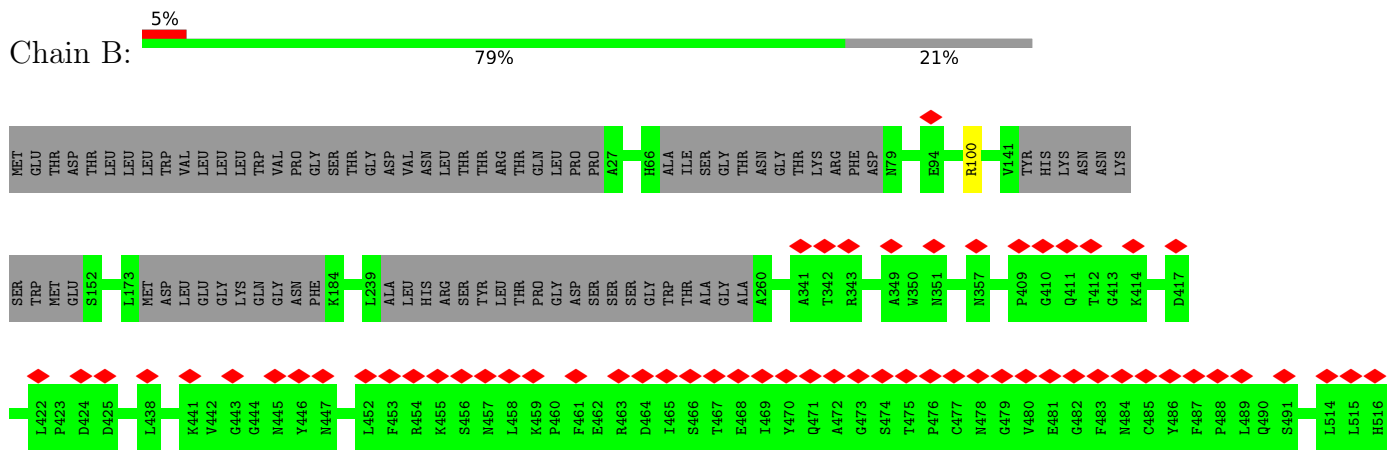 5%
Chain B:
79% 21%
MET GLU THR ASP THR LEU LEU LEU TRP VAL LEU LEU LEU TRP VAL PRO GLY SER THR GLY ASP VAL ASN LEU THR THR ARG THR GLN LEU PRO PRO A27 H66 ALA ILE SER GLY THR ASN GLY THR LYS ARG PHE ASP N79 E94 R100 V141 TYR HIS LYS ASN ASN LYS
SER TRP MET GLU S152 L173 MET ASP LEU GLU GLY LYS GLN GLY ASN PHE K184 L239 ALA LEU HIS ARG SER TYR LEU THR PRO GLY ASP SER SER SER GLY TRP THR ALA GLY ALA A260 A341 T342 R343 A349 W350 N351 N357 P409 G410 Q411 T412 G413 K414 D417
L422 P423 D424 D425 L438 K441 V442 G443 G444 N445 Y446 N447 L452 F453 R454 K455 S456 N457 L458 K459 P460 F461 E462 R463 D464 I465 S466 T467 E468 I469 Y470 Q471 A472 G473 S474 T475 P476 C477 N478 G479 V480 E481 G482 F483 N484 C485 Y486 F487 P488 L489 Q490 S491 L514 L515 H516